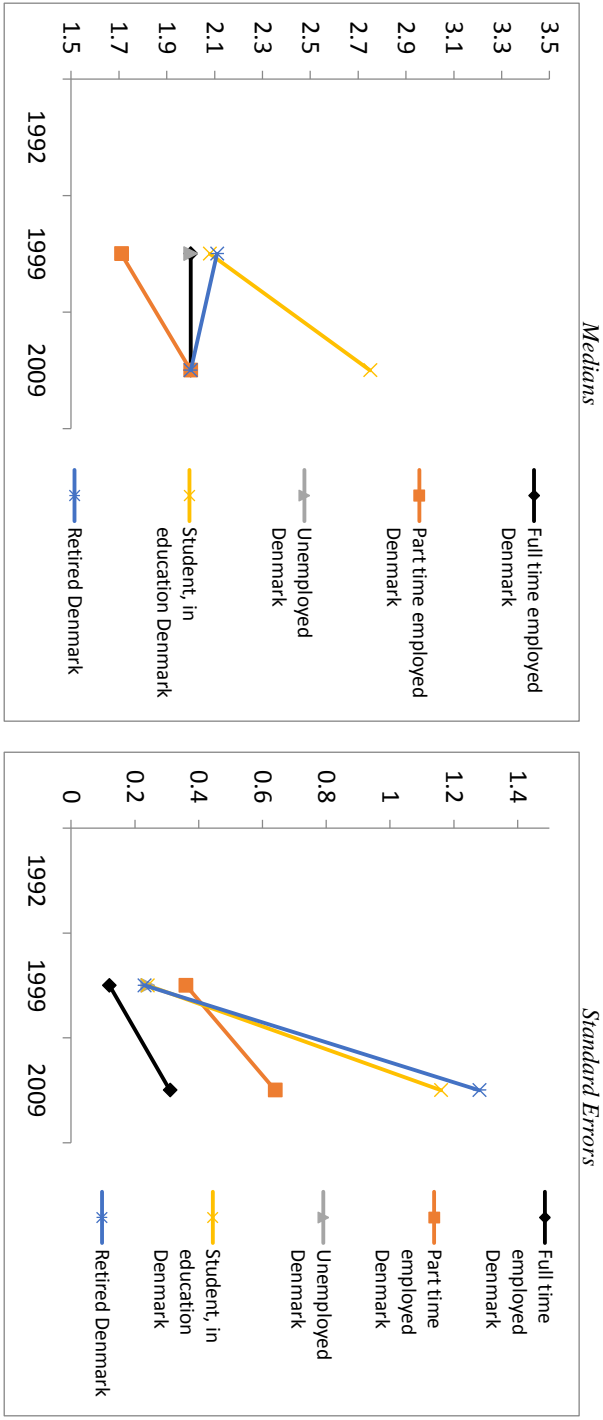 Medians
3.5
3.3
3.1
2.9
2.7
2.5
2.3
2.1
1.9
1.7
1.5
1992
1999
2009
Full time employed
Denmark
Part time employed
Denmark
Unemployed
Denmark
Student, in
education Denmark
Retired Denmark
Standard Errors
1.4
1.2
1
0.8
0.6
0.4
0.2
0
1992
1999
2009
Full time
employed
Denmark
Part time
employed
Denmark
Unemployed
Denmark
Student, in
education
Denmark
Retired Denmark